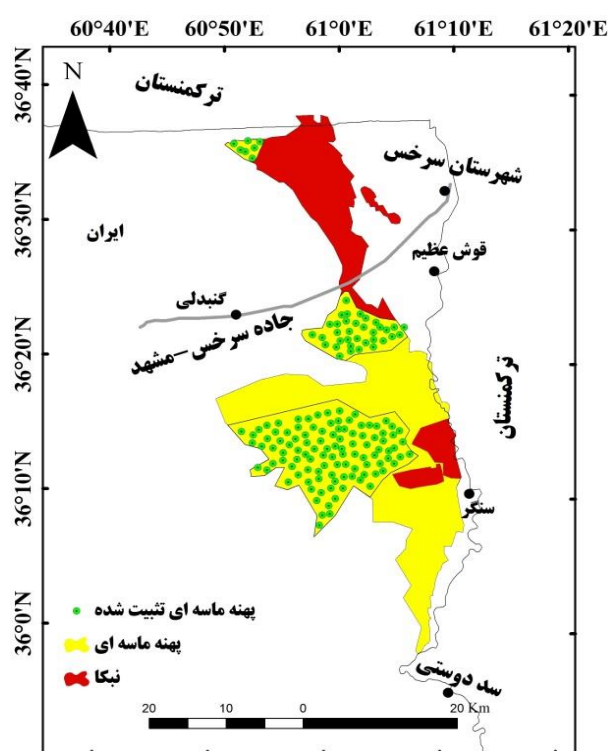 60°40'E 60°50'E 61°0'E 61°10'E 61°20'E
36°40'N
36°30'N
36°20'N
36°10'N
36°0'N
N
ترکمنستان
شهرستان سرخس
ایران
قوش عظیم
گنبدلی
جاده سرخس-مشهد
ترکمنستان
سنگر
پهنه ماسه ای تثبیت شده
پهنه ماسه ای
نبکا
سد دوستی
20 10 0 20 Km